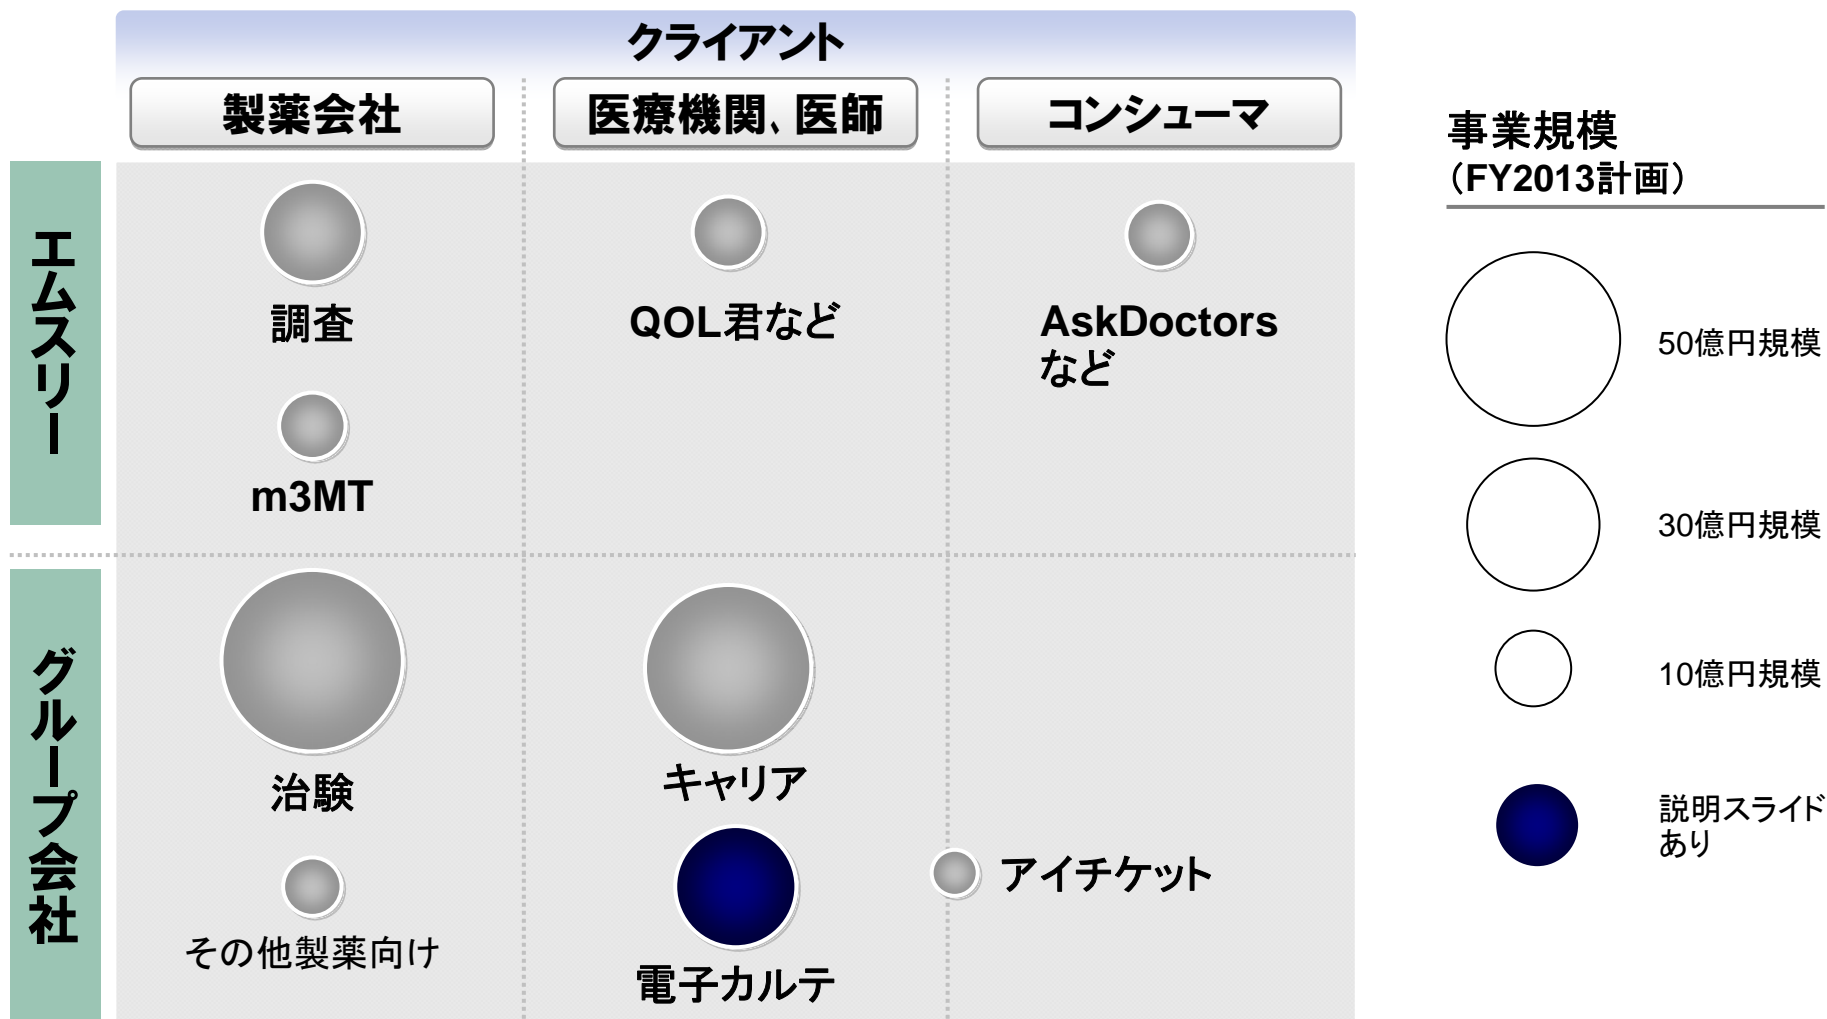 クライアント
製薬会社
医療機関、医師
コンシューマ
エムスリー
調査
QOL君など
AskDoctors
など
m3MT
グループ会社
治験
キャリア
その他製薬向け
電子カルテ
アイチケット
事業規模
（FY2013計画）
50億円規模
30億円規模
10億円規模
説明スライド
あり